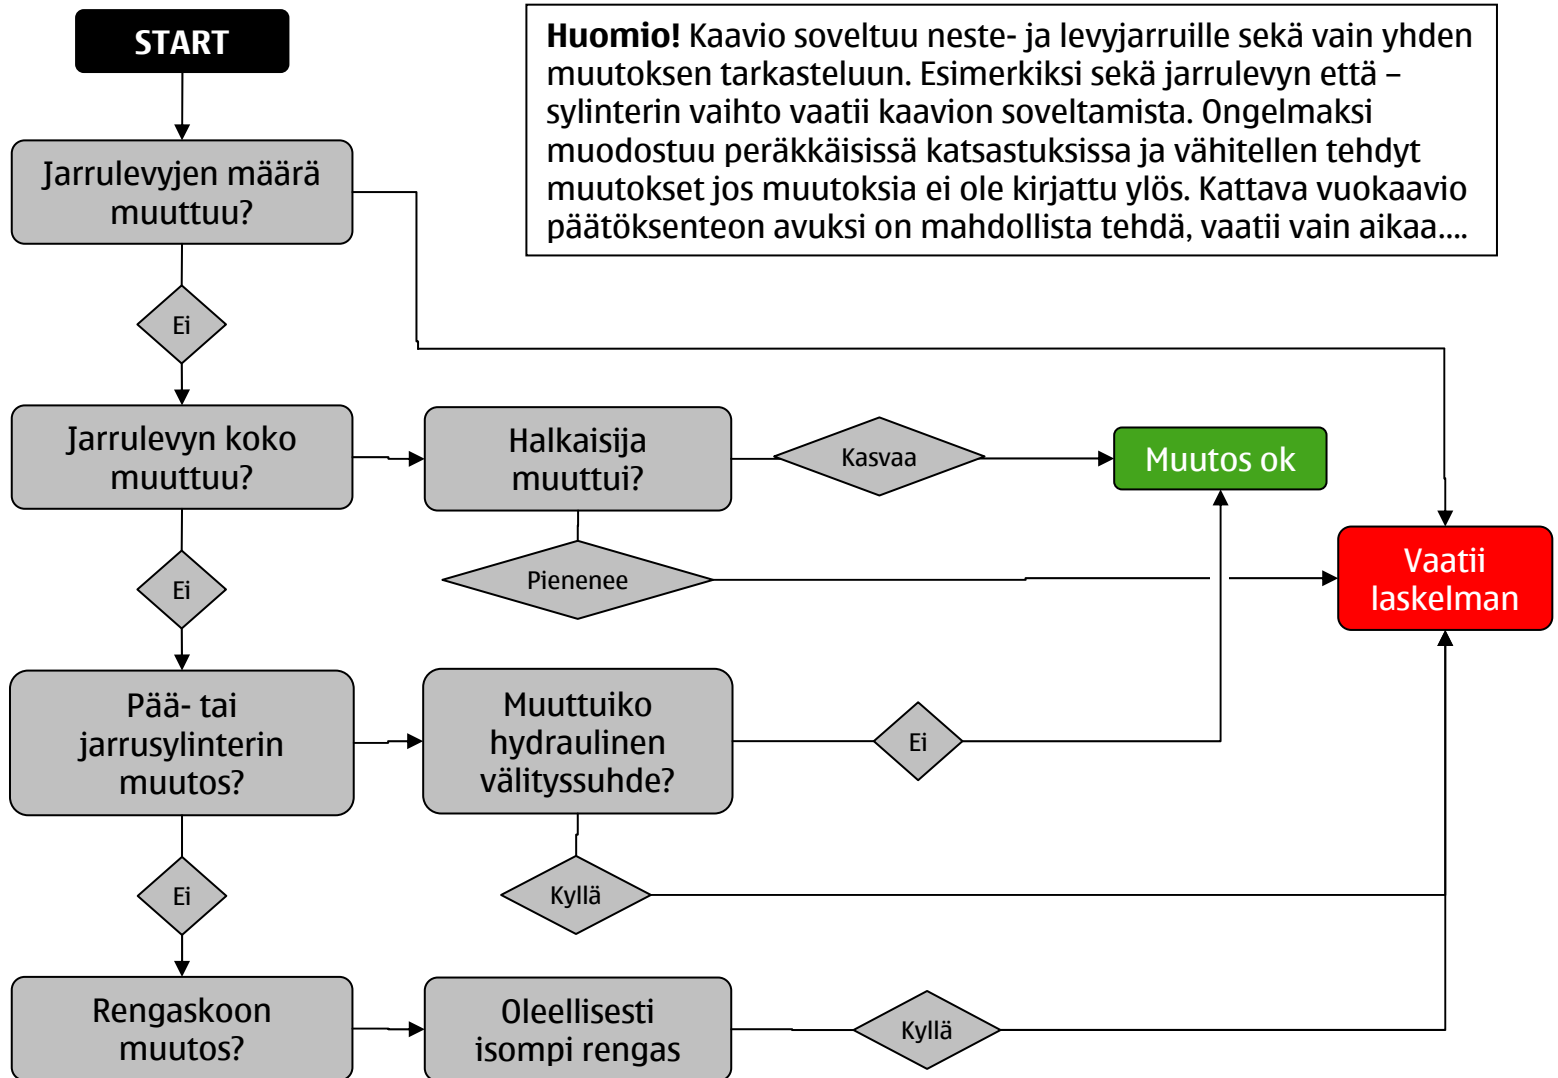 START
Huomio! Kaavio soveltuu neste- ja levyjarruille sekä vain yhden
muutoksen tarkasteluun. Esimerkiksi sekä jarrulevyn että –
sylinterin vaihto vaatii kaavion soveltamista. Ongelmaksi
muodostuu peräkkäisissä katsastuksissa ja vähitellen tehdyt
muutokset jos muutoksia ei ole kirjattu ylös. Kattava vuokaavio
päätöksenteon avuksi on mahdollista tehdä, vaatii vain aikaa....
Jarrulevyjen määrä
muuttuu?
Ei
Jarrulevyn koko
muuttuu?
Halkaisija
muuttui?
Kasvaa
Muutos ok
Ei
Pienenee
Vaatii
laskelman
Pää- tai
jarrusylinterin
muutos?
Muuttuiko
hydraulinen
välityssuhde?
Ei
Ei
Kyllä
Rengaskoon
muutos?
Oleellisesti
isompi rengas
Kyllä